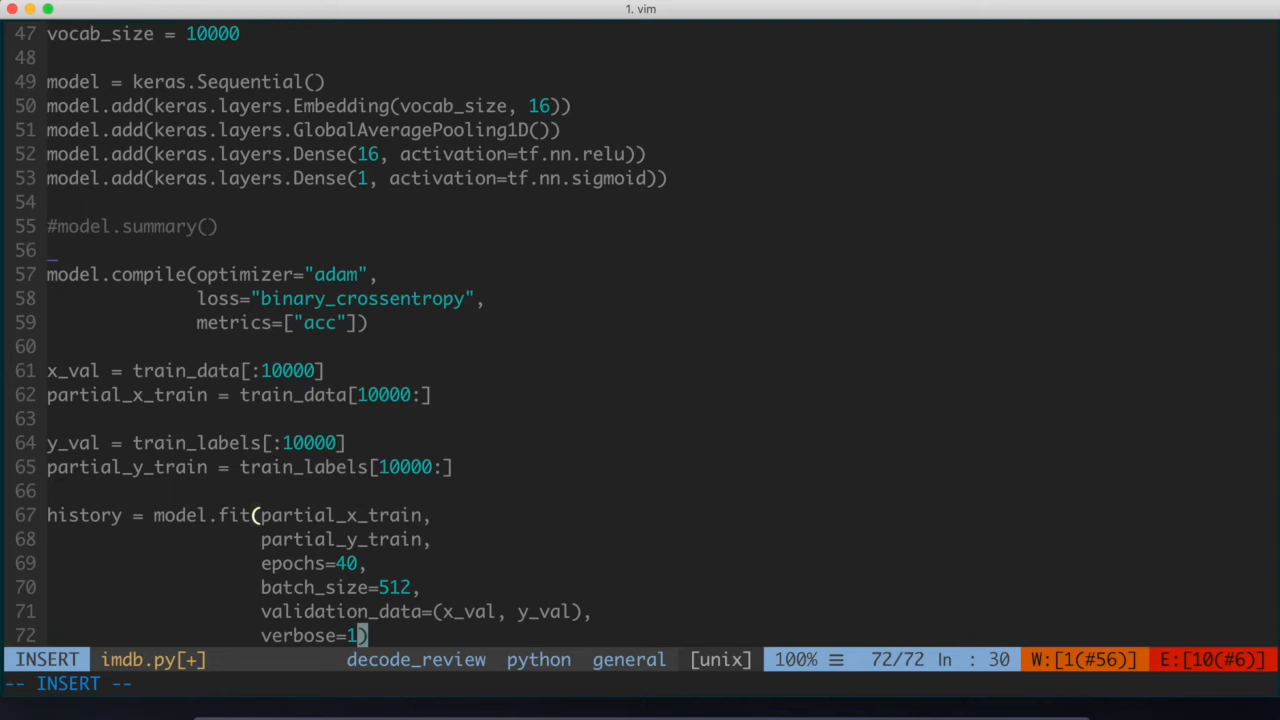 1. vim
47 vocab_size = 10000
48
49 model = keras.Sequential()
50 model.add(keras.layers.Embedding(vocab_size, 16))
51 model.add(keras.layers.GlobalAveragePooling1D())
52 model.add(keras.layers.Dense(16, activation=tf.nn.relu))
53 model.add(keras.layers.Dense(1, activation=tf.nn.sigmoid))
54
55 #model.summary()
56 _
57 model.compile(optimizer="adam",
58               loss="binary_crossentropy",
59               metrics=["acc"])
60
61 x_val = train_data[:10000]
62 partial_x_train = train_data[10000:]
63
64 y_val = train_labels[:10000]
65 partial_y_train = train_labels[10000:]
66
67 history = model.fit(partial_x_train,
68                     partial_y_train,
69                     epochs=40,
70                     batch_size=512,
71                     validation_data=(x_val, y_val),
72                     verbose=1)
INSERT imdb.py[+] decode_review python general [unix] 100% ☰ 72/72 ln : 30 W:[1(#56)] E:[10(#6)]
-- INSERT --